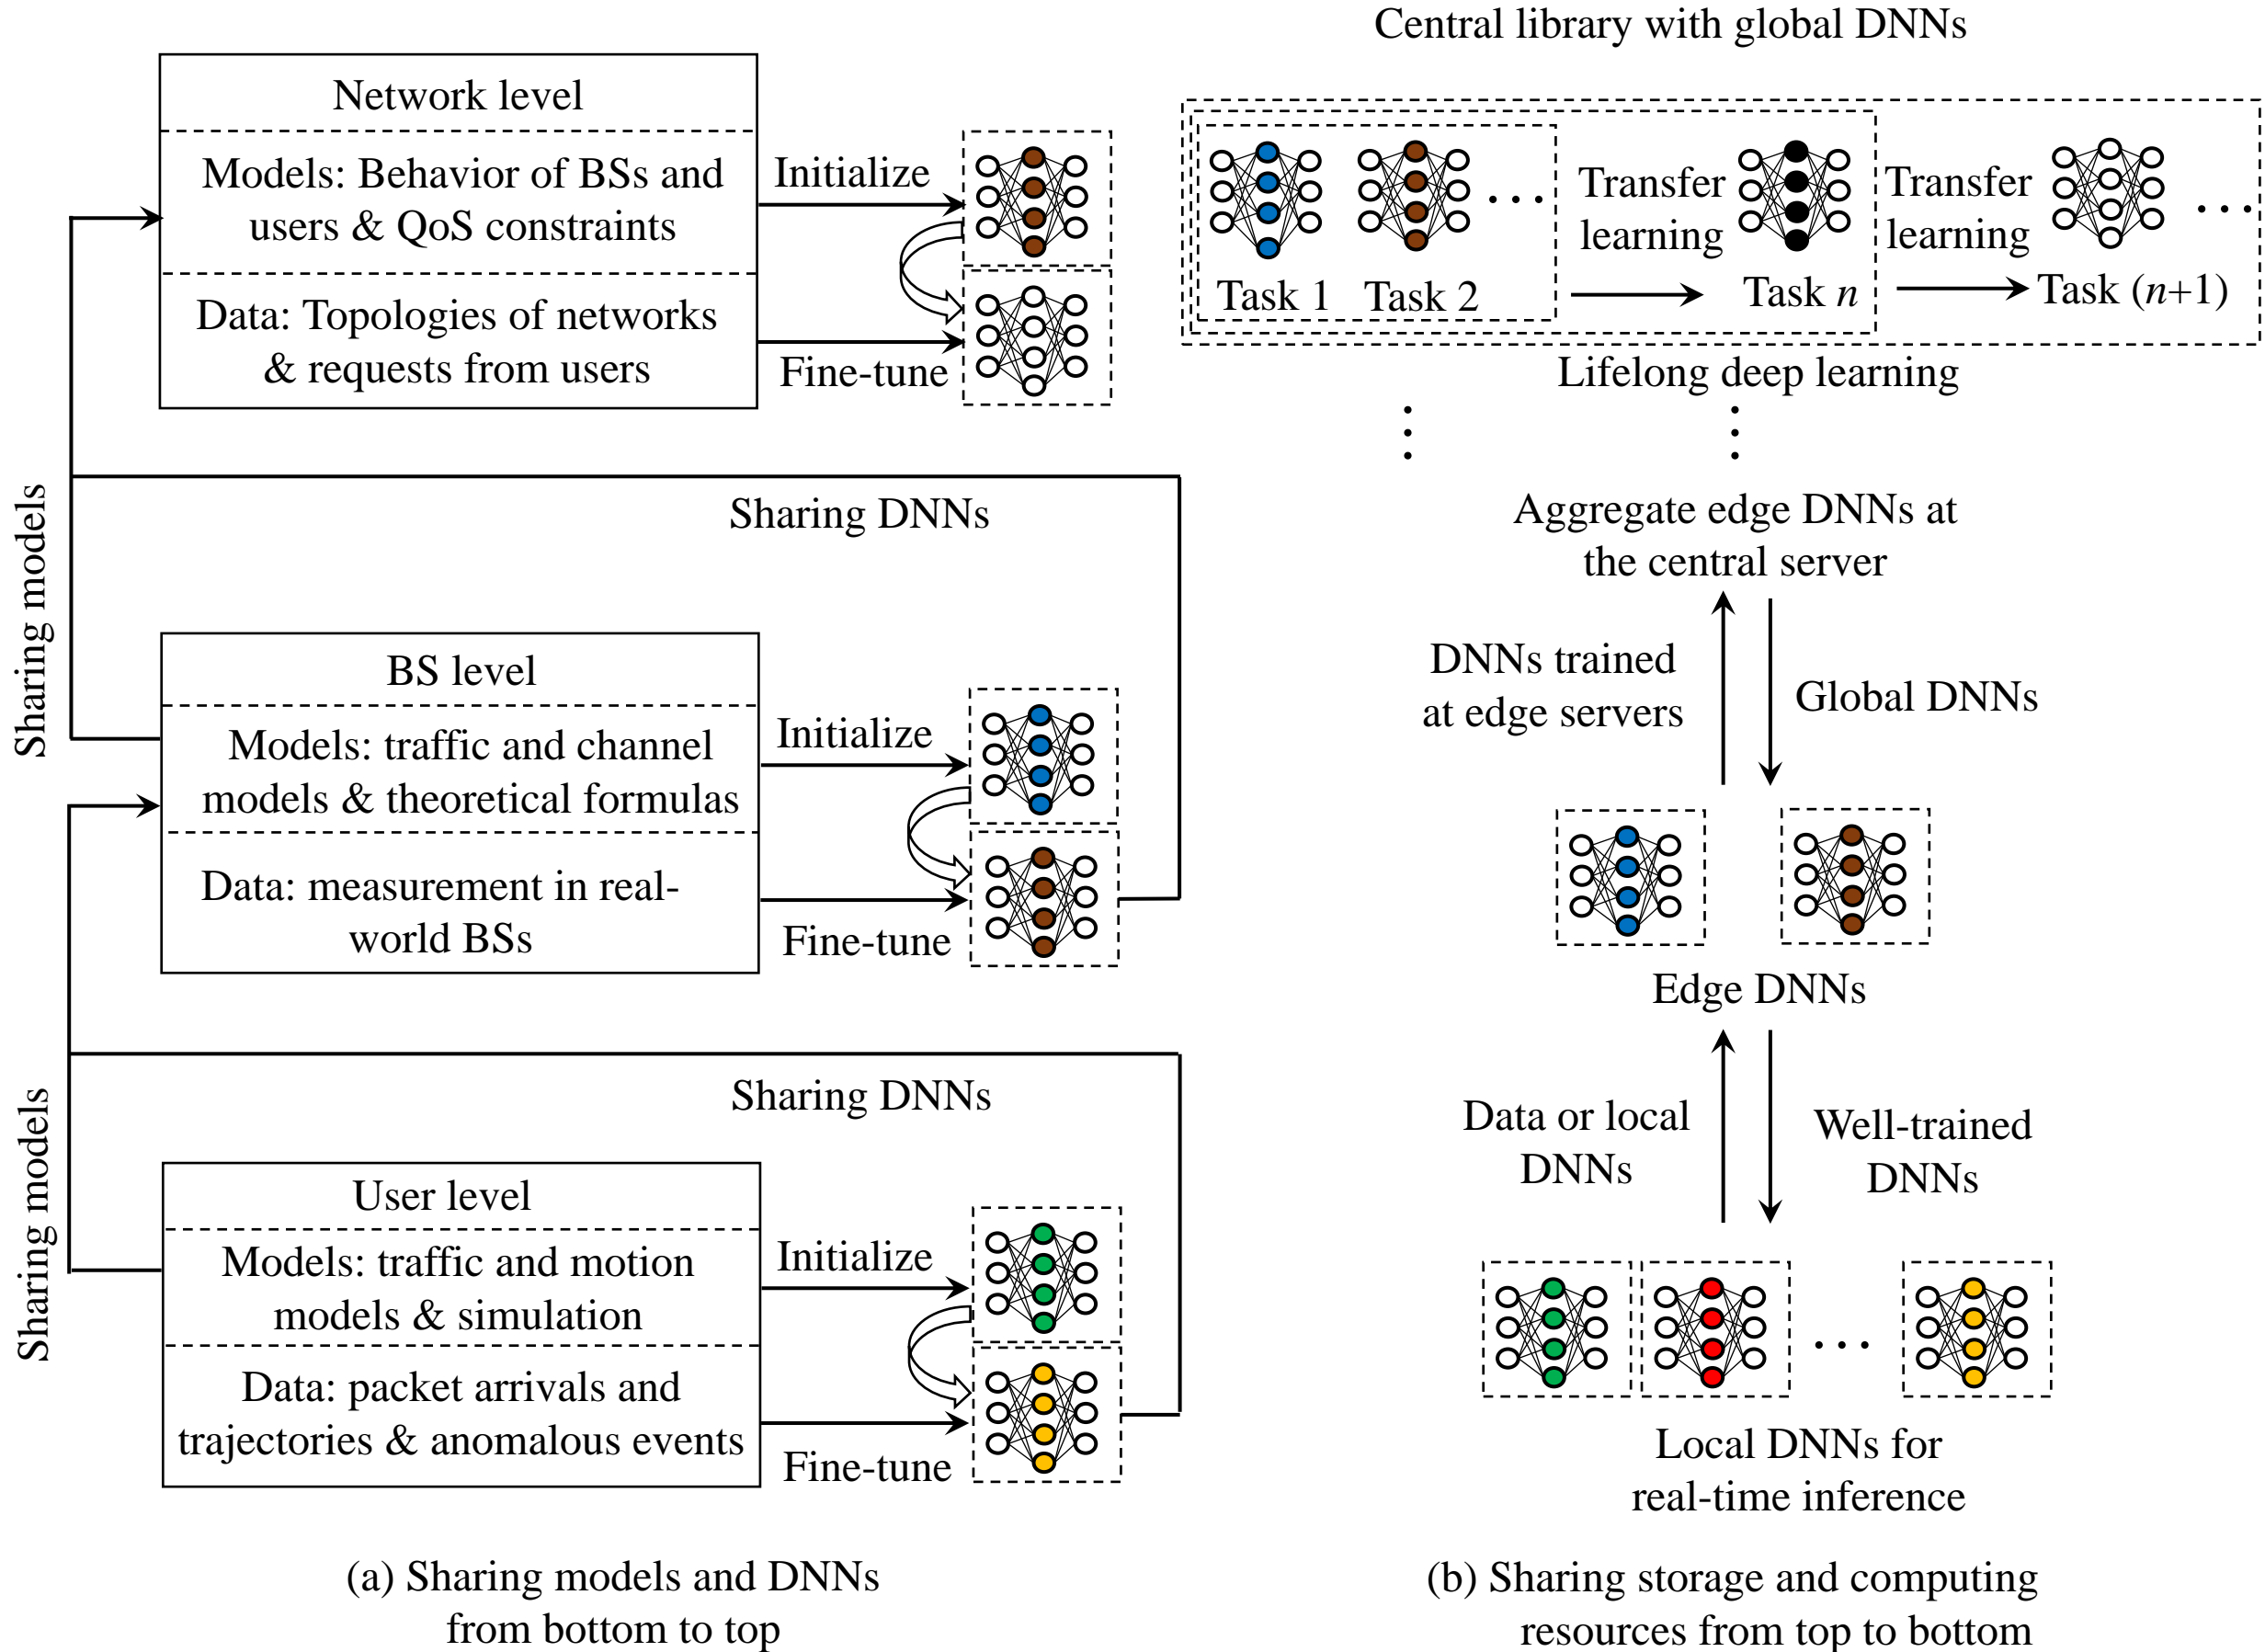 Network level
Models: Behavior of BSs and
users & QoS constraints
Data: Topologies of networks
& requests from users
Initialize
Fine-tune
Sharing models
Sharing DNNs
BS level
Models: traffic and channel
models & theoretical formulas
Data: measurement in real-
world BSs
Initialize
Fine-tune
Sharing models
Sharing DNNs
User level
Models: traffic and motion
models & simulation
Data: packet arrivals and
trajectories & anomalous events
Initialize
Fine-tune
(a) Sharing models and DNNs
from bottom to top
Central library with global DNNs
Task 1
Task 2
...
Transfer
learning
Task n
Transfer
learning
Task (n+1)
...
Lifelong deep learning
Aggregate edge DNNs at
the central server
DNNs trained
at edge servers
Global DNNs
Edge DNNs
Data or local
DNNs
Well-trained
DNNs
...
Local DNNs for
real-time inference
(b) Sharing storage and computing
resources from top to bottom